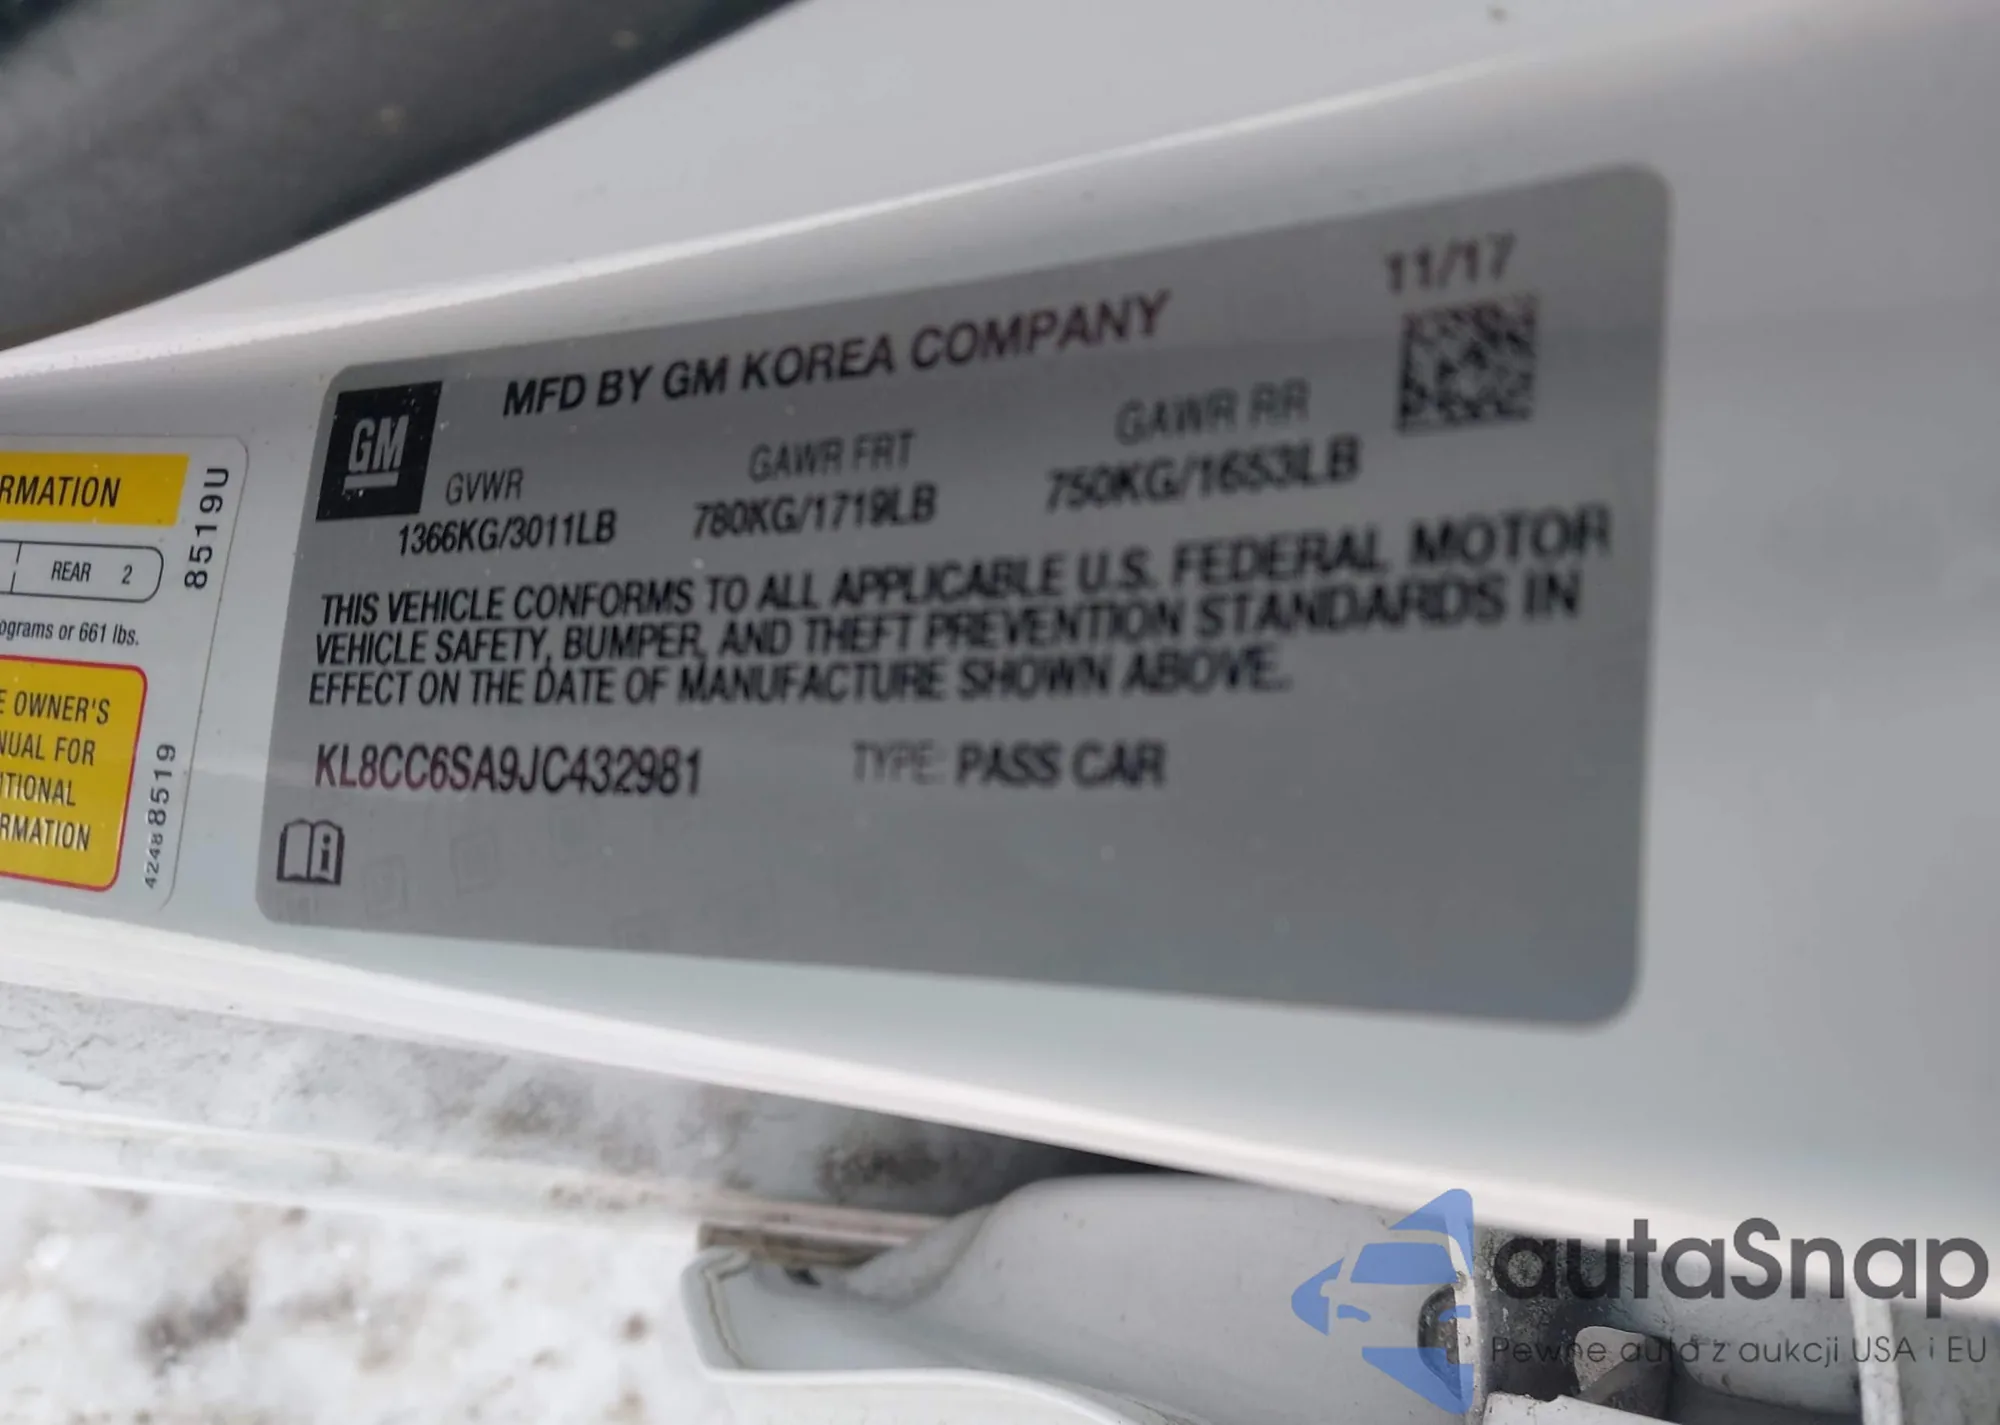 RMATION
REAR 2
ograms or 661 lbs.
E OWNER'S
NUAL FOR
ITIONAL
RMATION
8519U
42488519
GM
MFD BY GM KOREA COMPANY
11/17
GVWR
GAWR FRT
GAWR RR
1366KG/3011LB
780KG/1719LB
750KG/1653LB
THIS VEHICLE CONFORMS TO ALL APPLICABLE U.S. FEDERAL MOTOR
VEHICLE SAFETY, BUMPER, AND THEFT PREVENTION STANDARDS IN
EFFECT ON THE DATE OF MANUFACTURE SHOWN ABOVE.
KL8CC6SA9JC432981
TYPE: PASS CAR
autaSnap
Pewne auta z aukcji USA i EU